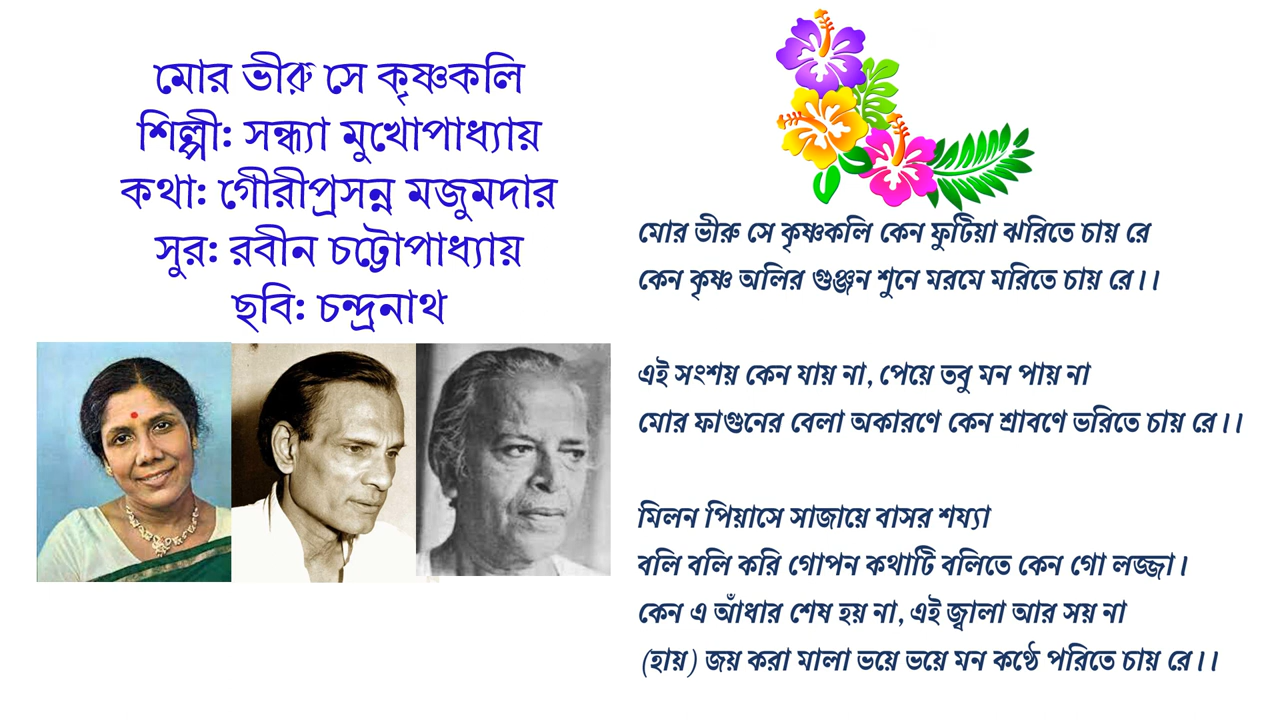 মোর ভীরু সে কৃষ্ণকলি
শিল্পী: সন্ধ্যা মুখোপাধ্যায়
কথা: গৌরীপ্রসন্ন মজুমদার
সুর: রবীন চট্টোপাধ্যায়
ছবি: চন্দ্রনাথ
মোর ভীরু সে কৃষ্ণকলি কেন ফুটিয়া ঝরিতে চায় রে
কেন কৃষ্ণ অলির গুঞ্জন শুনে মরমে মরিতে চায় রে।।
এই সংশয় কেন যায় না, পেয়ে তবু মন পায় না
মোর ফাগুনের বেলা অকারণে কেন শ্রাবণে ভরিতে চায় রে।।
মিলন পিয়াসে সাজায়ে বাসর শয্যা
বলি বলি করি গোপন কথাটি বলিতে কেন গো লজ্জা।
কেন এ আঁধার শেষ হয় না, এই জ্বালা আর সয় না
(হায়) জয় করা মালা ভয়ে ভয়ে মন কণ্ঠে পরিতে চায় রে।।